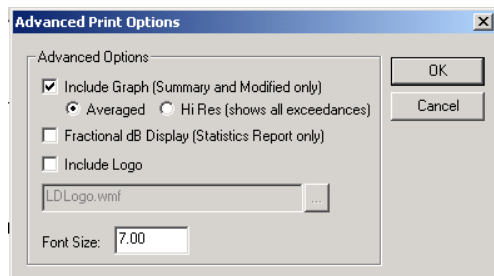 Advanced Print Options
Advanced Options
Include Graph (Summary and Modified only)
Averaged Hi Res (shows all exceedances)
Fractional dB Display (Statistics Report only)
Include Logo
LDLogo.wmf ...
Font Size: 7.00
OK
Cancel